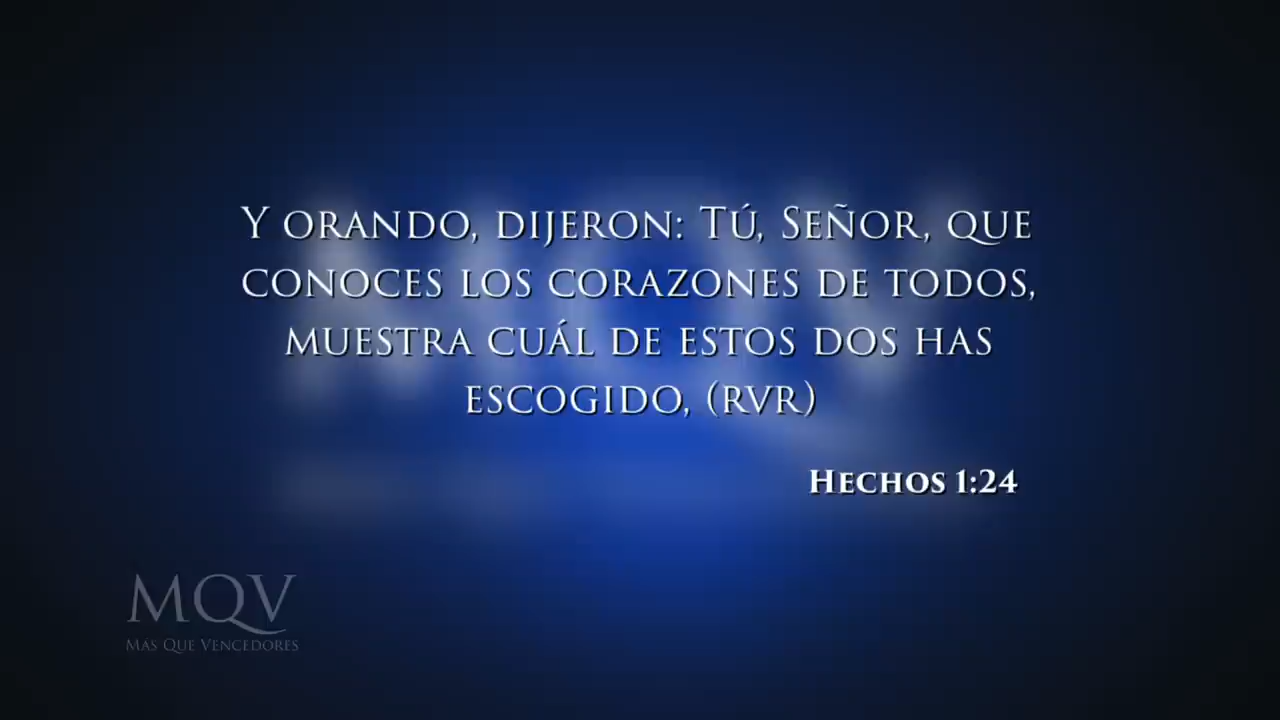 Y orando, dijeron: Tú, Señor, que
conoces los corazones de todos,
muestra cuál de estos dos has
escogido, (rvr)
Hechos 1:24
MQV
Más Que Vencedores